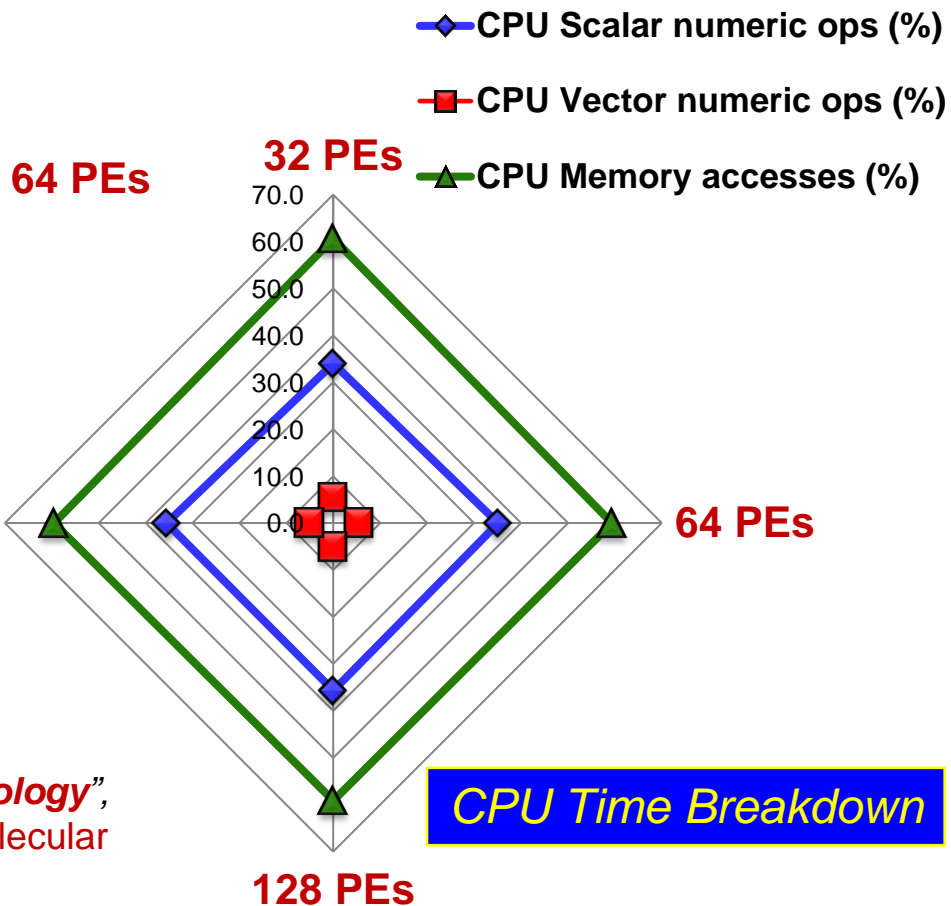 CPU Scalar numeric ops (%)
CPU Vector numeric ops (%)
CPU Memory accesses (%)
64 PEs
32 PEs
70.0
60.0
50.0
40.0
30.0
20.0
10.0
0.0
64 PEs
128 PEs
ology”,
lecular
CPU Time Breakdown